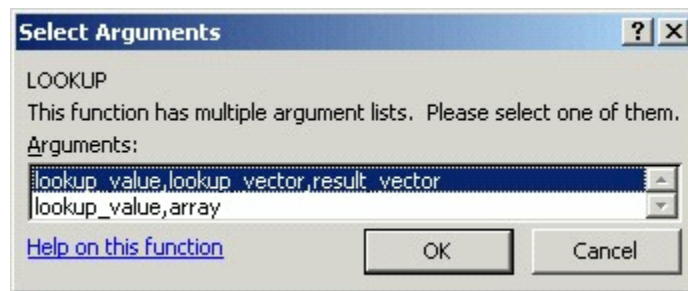 Select Arguments
LOOKUP
This function has multiple argument lists. Please select one of them.
Arguments:
lookup_value,lookup_vector,result_vector
lookup_value,array
Help on this function
OK Cancel